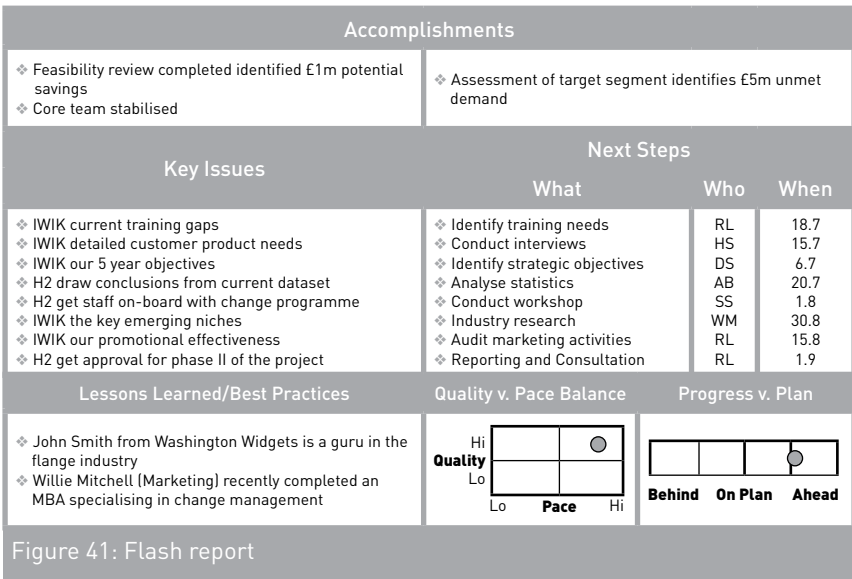 Accomplishments
❖ Feasibility review completed identified £1m potential
savings
❖ Core team stabilised
❖ Assessment of target segment identifies £5m unmet
demand
Key Issues
Next Steps
What Who When
❖ IWIK current training gaps
❖ IWIK detailed customer product needs
❖ IWIK our 5 year objectives
❖ H2 draw conclusions from current dataset
❖ H2 get staff on-board with change programme
❖ IWIK the key emerging niches
❖ IWIK our promotional effectiveness
❖ H2 get approval for phase II of the project
❖ Identify training needs RL 18.7
❖ Conduct interviews HS 15.7
❖ Identify strategic objectives DS 6.7
❖ Analyse statistics AB 20.7
❖ Conduct workshop SS 1.8
❖ Industry research WM 30.8
❖ Audit marketing activities RL 15.8
❖ Reporting and Consultation RL 1.9
Lessons Learned/Best Practices
❖ John Smith from Washington Widgets is a guru in the
flange industry
❖ Willie Mitchell (Marketing) recently completed an
MBA specialising in change management
Quality v. Pace Balance
Hi
Quality
Lo
Lo Pace Hi
Progress v. Plan
Behind On Plan Ahead
Figure 41: Flash report